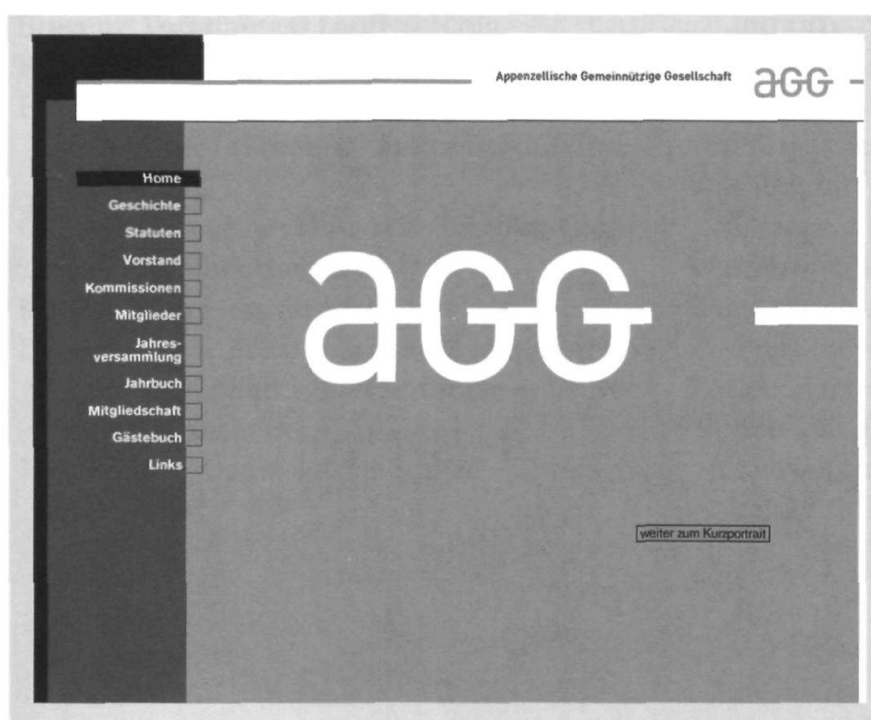 Appenzellische Gemeinnützige Gesellschaft aGG
Home
Geschichte
Statuten
Vorstand
Kommissionen
Mitglieder
Jahres-
versammlung
Jahrbuch
Mitgliedschaft
Gästebuch
Links
aGG
weiter zum Kurzportrait